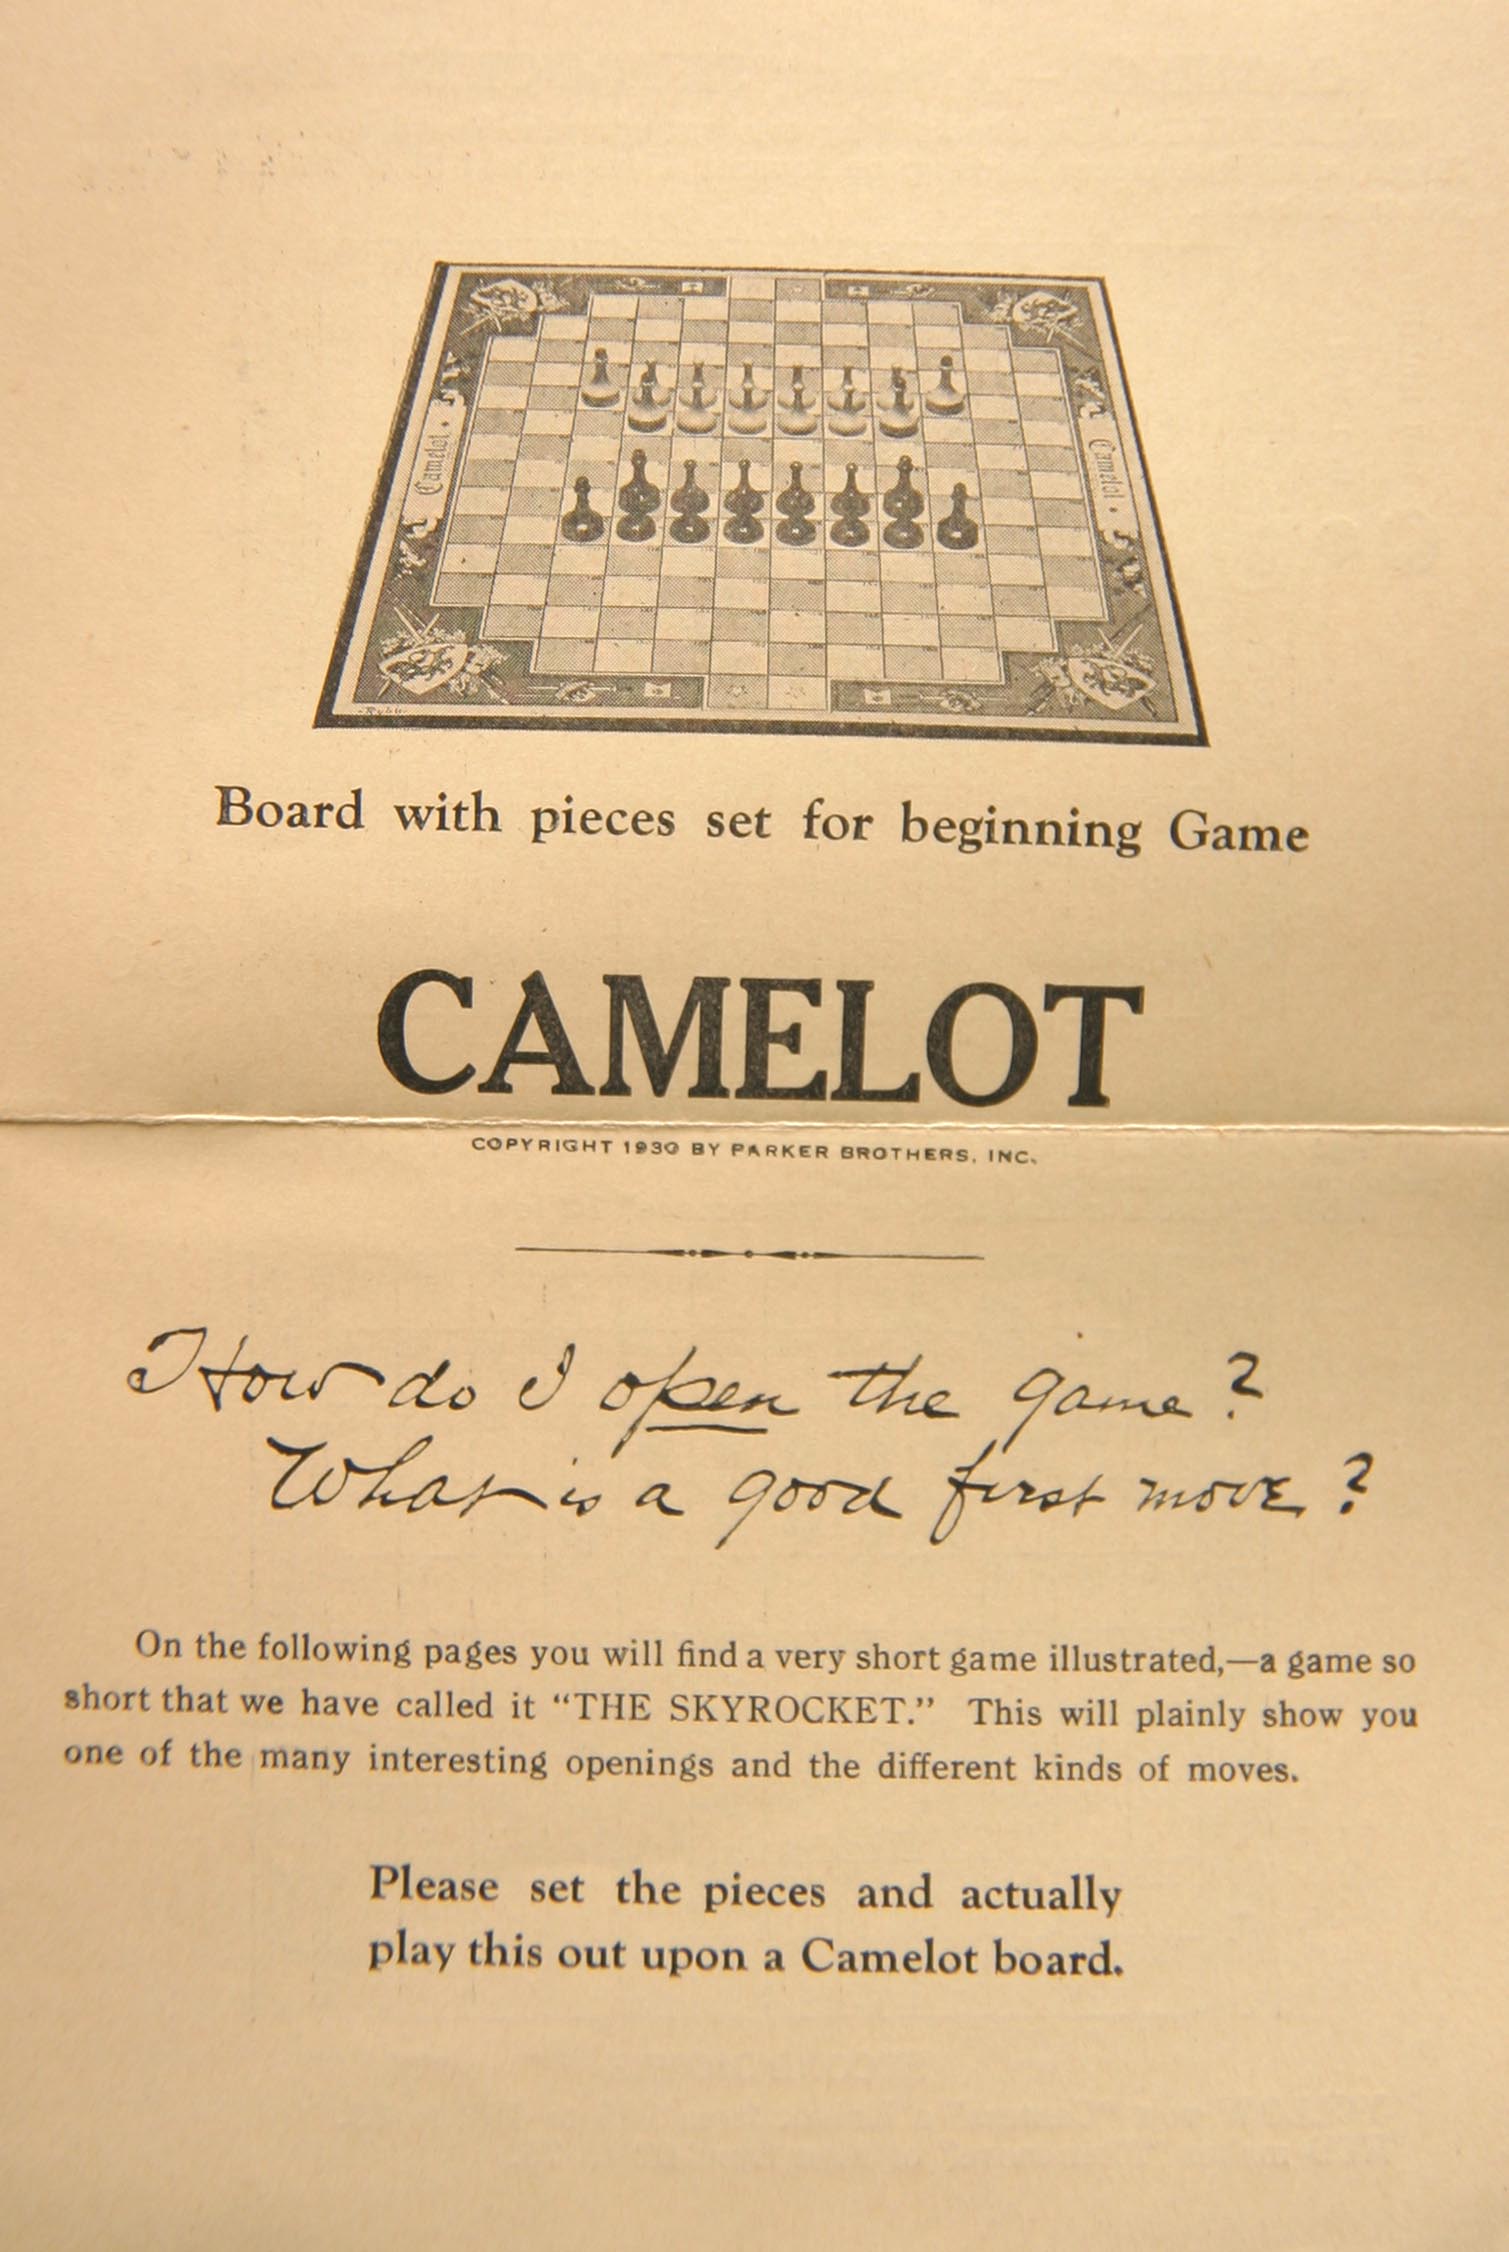 Camelot
Camelot
Board with pieces set for beginning Game
CAMELOT
COPYRIGHT 1930 BY PARKER BROTHERS, INC.
How do I open the game?
What is a good first move?
On the following pages you will find a very short game illustrated,—a game so
short that we have called it “THE SKYROCKET.” This will plainly show you
one of the many interesting openings and the different kinds of moves.
Please set the pieces and actually
play this out upon a Camelot board.